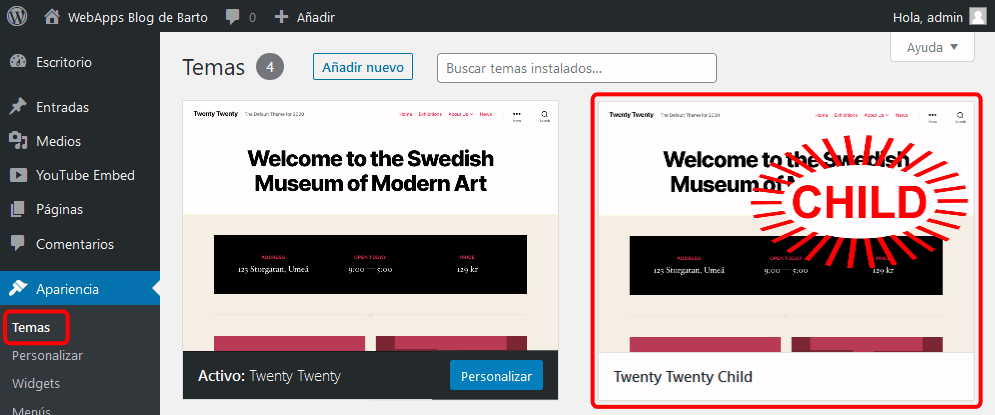 WebApps Blog de Barto 0 + Añadir Hola, admin
Escritorio
Entradas
Medios
YouTube Embed
Páginas
Comentarios
Apariencia
Temas
Personalizar
Widgets
Menús
Ayuda
Temas 4 Añadir nuevo Buscar temas instalados...
Twenty Twenty The Default Theme for 2020 Home Exhibitions About Us News
Menu Search
Welcome to the Swedish
Museum of Modern Art
ADDRESS OPEN TODAY PRICE
123 Storgatan, Umeå 9:00 — 5:00 129 kr
Activo: Twenty Twenty Personalizar
Twenty Twenty The Default Theme for 2020 Home Exhibitions About Us News
Menu Search
Welcome to the Swedish
Museum of
CHILD
ADDRESS OPEN TODAY PRICE
123 Storgatan, Umeå 9:00 — 5:00 129 kr
Twenty Twenty Child